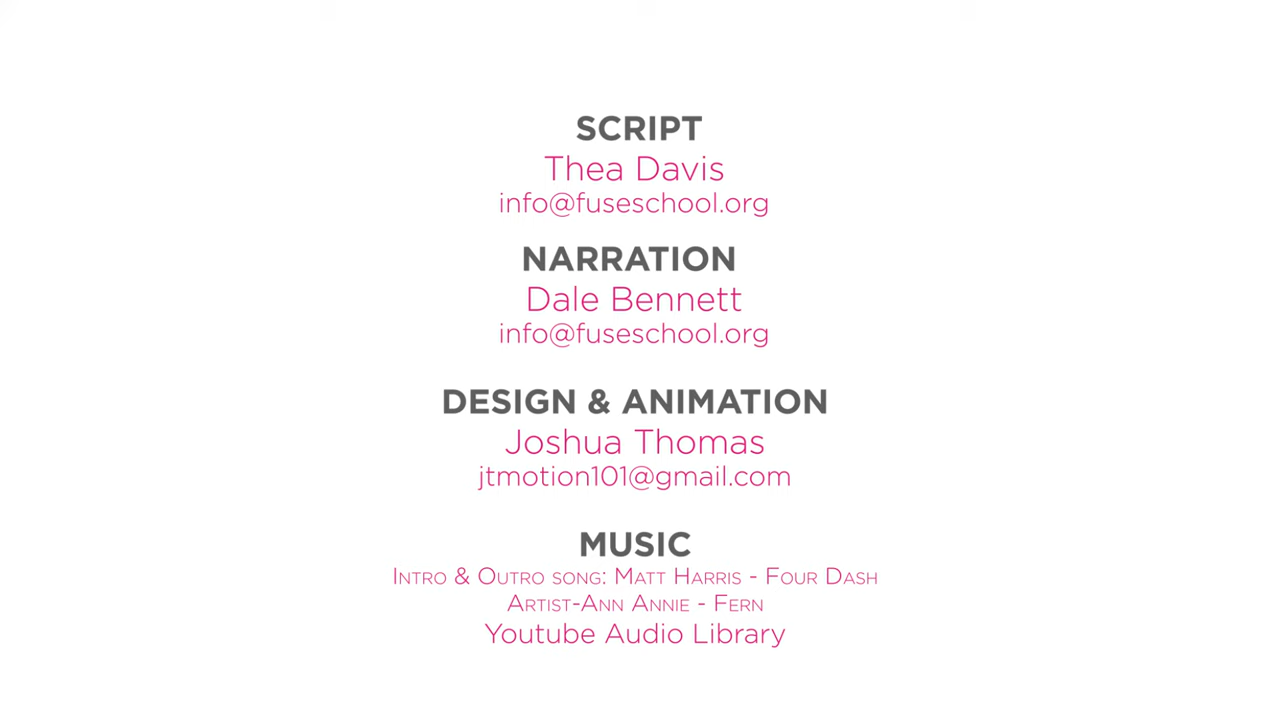 SCRIPT
Thea Davis
info@fuseschool.org
NARRATION
Dale Bennett
info@fuseschool.org
DESIGN & ANIMATION
Joshua Thomas
jtmotion101@gmail.com
MUSIC
Intro & Outro song: Matt Harris - Four Dash
Artist-Ann Annie - Fern
Youtube Audio Library